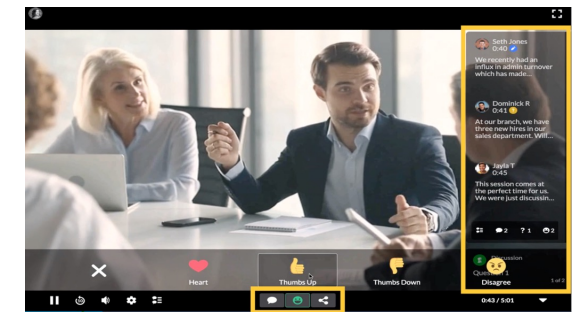 Seth Jones
0:40
We recently had an
influx in admin turnover
which has made...
Dominick R
0:41
At our branch, we have
three new hires in our
sales department. Will...
Jayla T
0:45
This session comes at
the perfect time for us.
We were just discussin...
2
? 1
2
Discussion
Question 1
Disagree
1 of 2
Heart
Thumbs Up
Thumbs Down
0:43 / 5:01